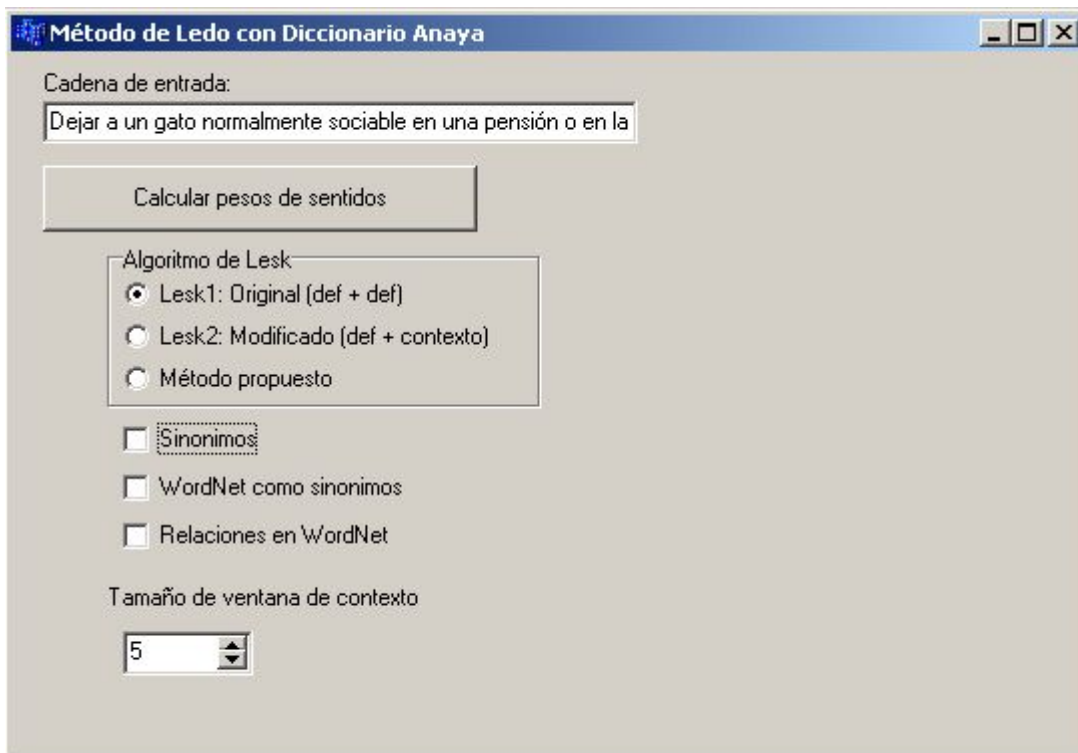 Método de Ledo con Diccionario Anaya
Cadena de entrada:
Dejar a un gato normalmente sociable en una pensión o en la
Calcular pesos de sentidos
Algoritmo de Lesk
Lesk1: Original (def + def)
Lesk2: Modificado (def + contexto)
Método propuesto
Sinonimos
WordNet como sinonimos
Relaciones en WordNet
Tamaño de ventana de contexto
5